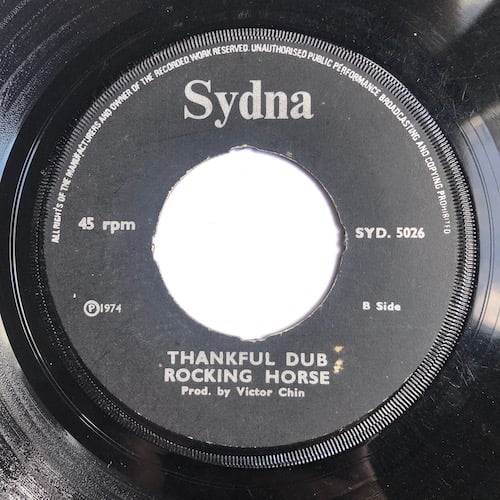 ALL RIGHTS OF THE MANUFACTURERS AND OWNER OF THE RECORDED WORK RESERVED. UNAUTHORISED PUBLIC PERFORMANCE BROADCASTING AND COPYING PROHIBITED
Sydna
45 rpm
SYD. 5026
Ⓟ1974
B Side
THANKFUL DUB
ROCKING HORSE
Prod. by Victor Chin